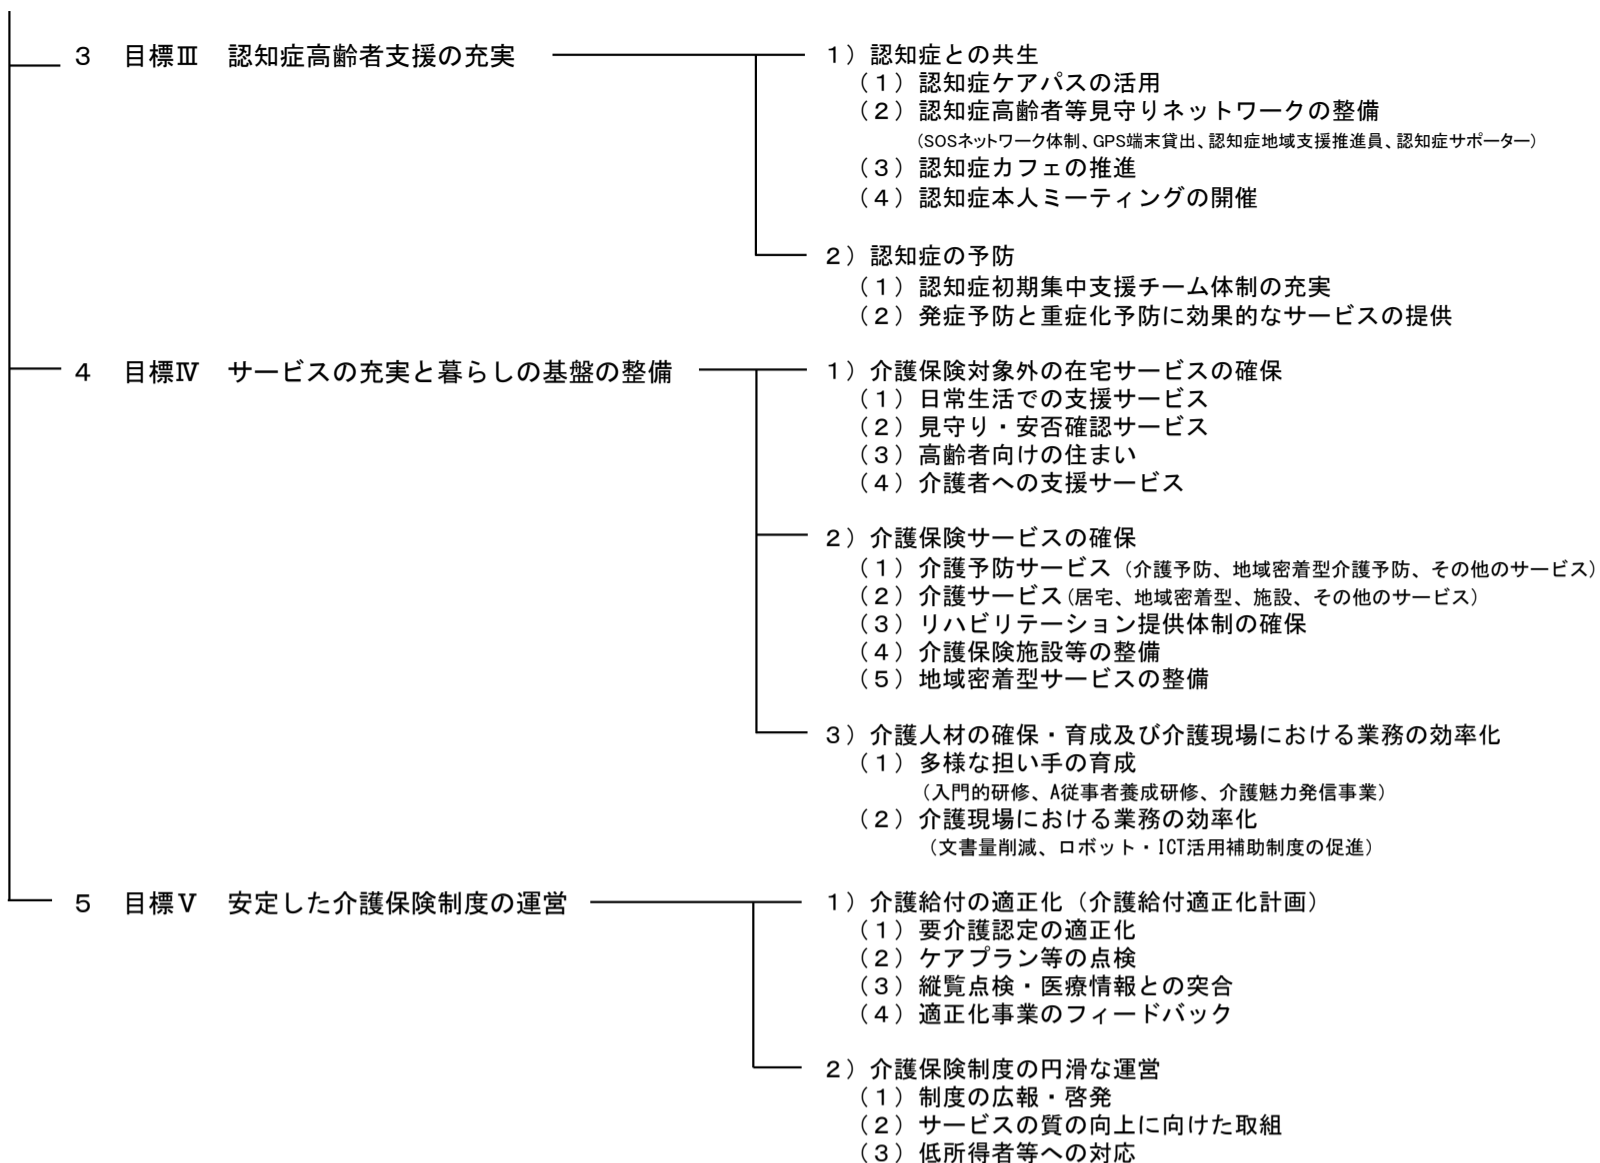 3 目標Ⅲ 認知症高齢者支援の充実
1）認知症との共生
（1）認知症ケアパスの活用
（2）認知症高齢者等見守りネットワークの整備
（SOSネットワーク体制、GPS端末貸出、認知症地域支援推進員、認知症サポーター）
（3）認知症カフェの推進
（4）認知症本人ミーティングの開催
2）認知症の予防
（1）認知症初期集中支援チーム体制の充実
（2）発症予防と重症化予防に効果的なサービスの提供
4 目標Ⅳ サービスの充実と暮らしの基盤の整備
1）介護保険対象外の在宅サービスの確保
（1）日常生活での支援サービス
（2）見守り・安否確認サービス
（3）高齢者向けの住まい
（4）介護者への支援サービス
2）介護保険サービスの確保
（1）介護予防サービス（介護予防、地域密着型介護予防、その他のサービス）
（2）介護サービス（居宅、地域密着型、施設、その他のサービス）
（3）リハビリテーション提供体制の確保
（4）介護保険施設等の整備
（5）地域密着型サービスの整備
3）介護人材の確保・育成及び介護現場における業務の効率化
（1）多様な担い手の育成
（入門的研修、A従事者養成研修、介護魅力発信事業）
（2）介護現場における業務の効率化
（文書量削減、ロボット・ICT活用補助制度の促進）
5 目標Ⅴ 安定した介護保険制度の運営
1）介護給付の適正化（介護給付適正化計画）
（1）要介護認定の適正化
（2）ケアプラン等の点検
（3）縦覧点検・医療情報との突合
（4）適正化事業のフィードバック
2）介護保険制度の円滑な運営
（1）制度の広報・啓発
（2）サービスの質の向上に向けた取組
（3）低所得者等への対応